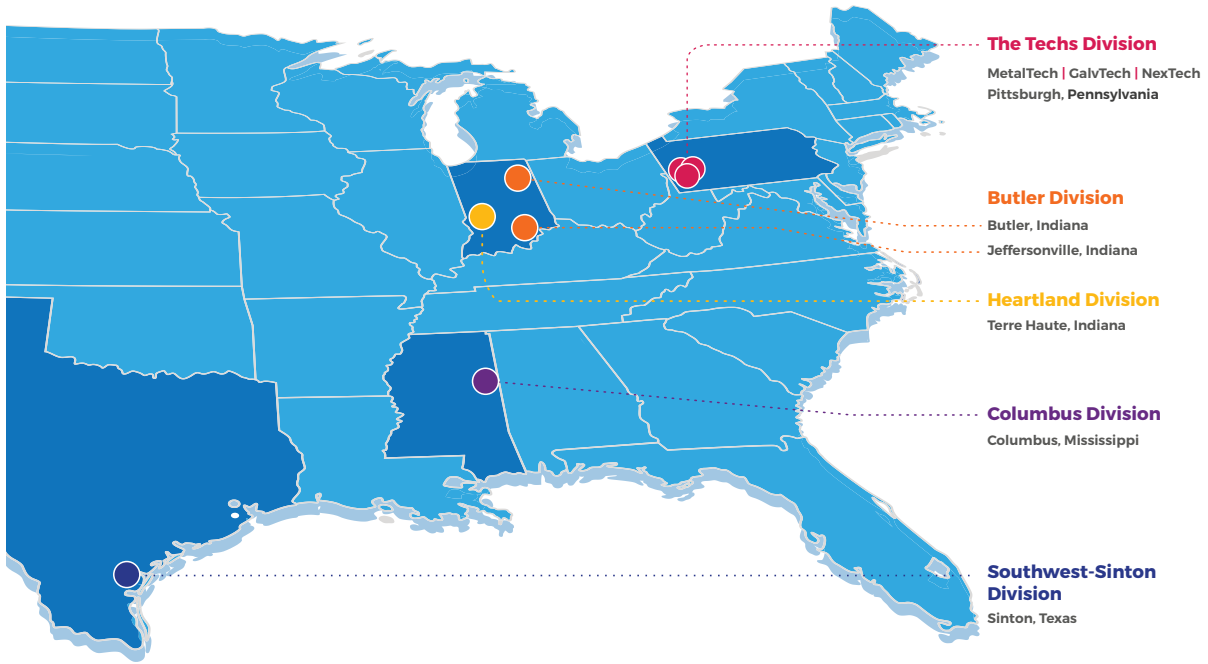 The Techs Division
MetalTech | GalvTech | NexTech
Pittsburgh, Pennsylvania
Butler Division
Butler, Indiana
Jeffersonville, Indiana
Heartland Division
Terre Haute, Indiana
Columbus Division
Columbus, Mississippi
Southwest-Sinton
Division
Sinton, Texas